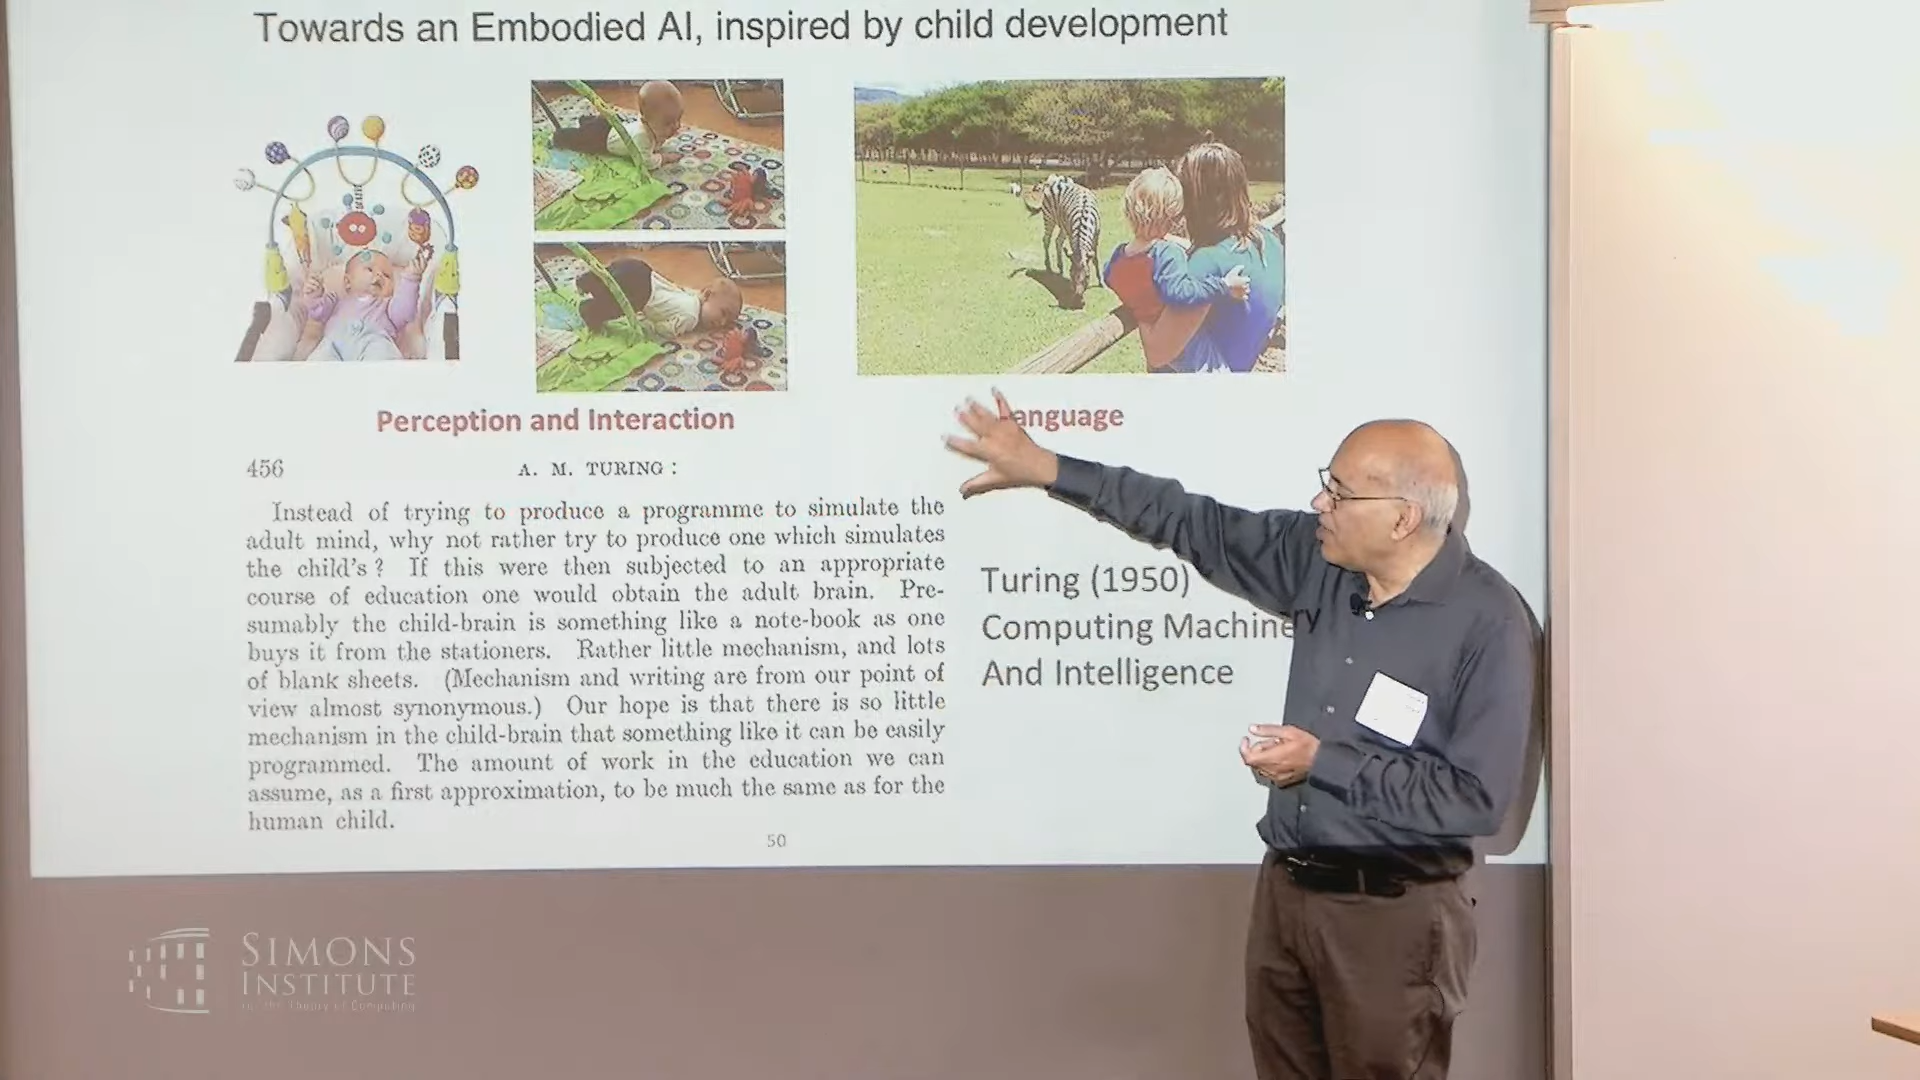 Towards an Embodied AI, inspired by child development
Perception and Interaction
Language
456
A. M. TURING :
Instead of trying to produce a programme to simulate the
adult mind, why not rather try to produce one which simulates
the child's ? If this were then subjected to an appropriate
course of education one would obtain the adult brain. Pre-
sumably the child-brain is something like a note-book as one
buys it from the stationers. Rather little mechanism, and lots
of blank sheets. (Mechanism and writing are from our point of
view almost synonymous.) Our hope is that there is so little
mechanism in the child-brain that something like it can be easily
programmed. The amount of work in the education we can
assume, as a first approximation, to be much the same as for the
human child.
Turing (1950)
Computing Machinery
And Intelligence
50
SIMONS
INSTITUTE
for the Theory of Computing